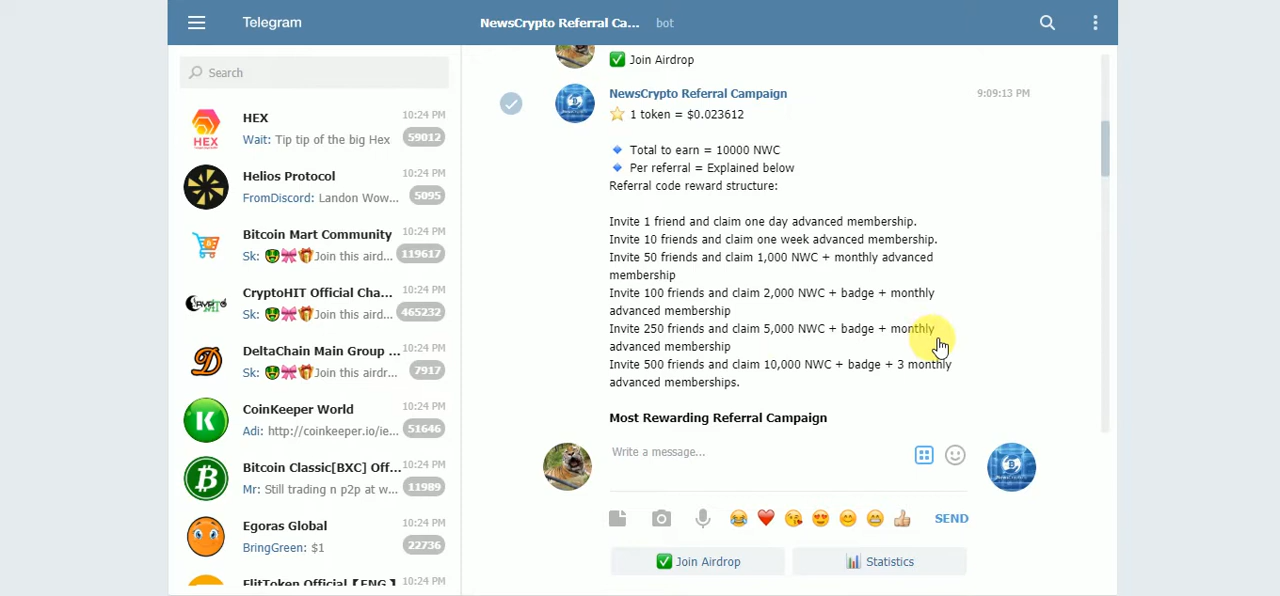 Telegram
NewsCrypto Referral Ca... bot
Search
HEX 10:24 PM
Wait: Tip tip of the big Hex 59012
Helios Protocol 10:24 PM
FromDiscord: Landon Wow... 5095
Bitcoin Mart Community 10:24 PM
Sk: 🤑🎀🎁Join this aird... 119617
CryptoHIT Official Cha... 10:24 PM
Sk: 🤑🎀🎁Join this aird... 465232
DeltaChain Main Group ... 10:24 PM
Sk: 🤑🎀🎁Join this airdr... 7917
CoinKeeper World 10:24 PM
Adi: http://coinkeeper.io/ie... 51646
Bitcoin Classic[BXC] Off... 10:24 PM
Mr: Still trading n p2p at w... 11989
Egoras Global 10:24 PM
BringGreen: $1 22736
ElitToken Official【ENG】 10:24 PM
✅ Join Airdrop
NewsCrypto Referral Campaign 9:09:13 PM
⭐ 1 token = $0.023612
🔹 Total to earn = 10000 NWC
🔹 Per referral = Explained below
Referral code reward structure:
Invite 1 friend and claim one day advanced membership.
Invite 10 friends and claim one week advanced membership.
Invite 50 friends and claim 1,000 NWC + monthly advanced
membership
Invite 100 friends and claim 2,000 NWC + badge + monthly
advanced membership
Invite 250 friends and claim 5,000 NWC + badge + monthly
advanced membership
Invite 500 friends and claim 10,000 NWC + badge + 3 monthly
advanced memberships.
Most Rewarding Referral Campaign
Write a message...
SEND
✅ Join Airdrop
📊 Statistics